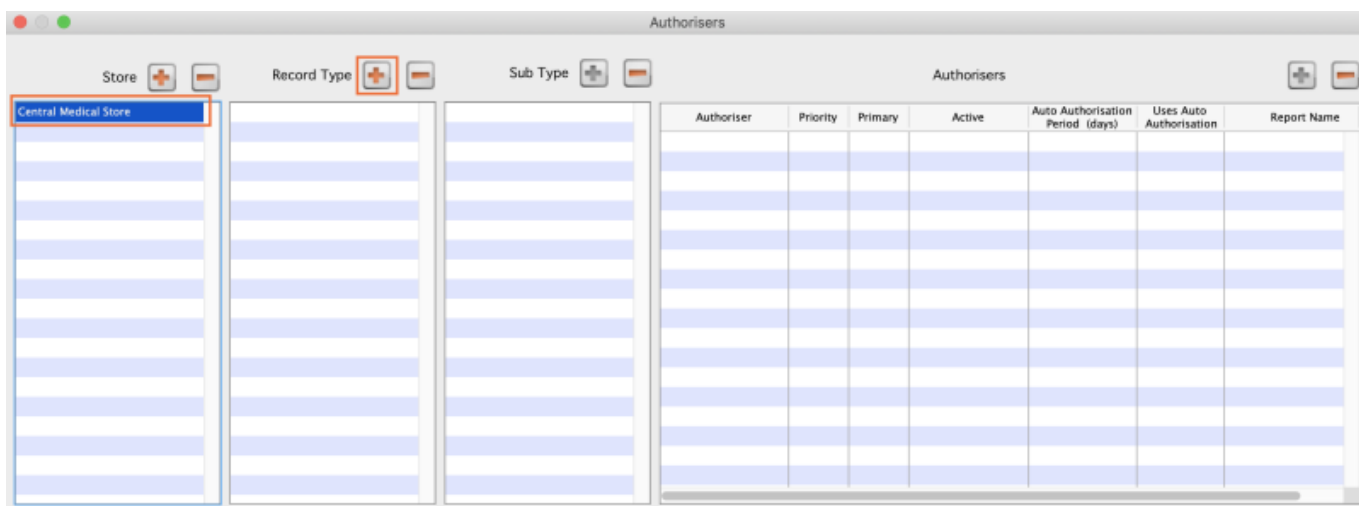 Authorisers
Store
Record Type
Sub Type
Authorisers
Central Medical Store
Authoriser
Priority
Primary
Active
Auto Authorisation
Period (days)
Uses Auto
Authorisation
Report Name